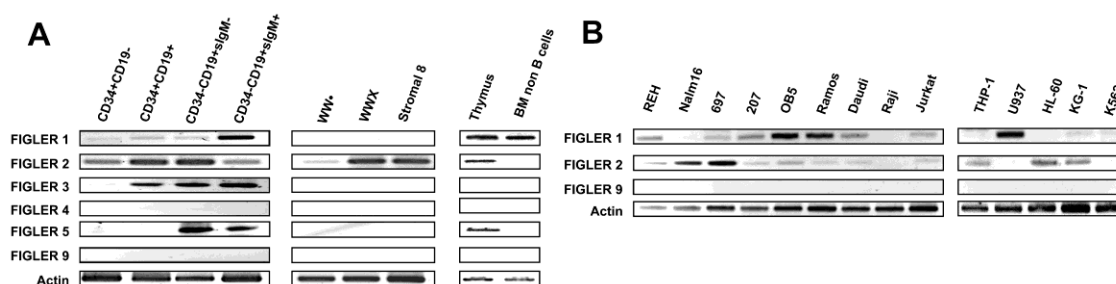 A
B
CD34+CD19-
CD34+CD19+
CD34-CD19+sIgM-
CD34-CD19+sIgM+
WW•
WWX
Stromal 8
Thymus
BM non B cells
FIGLER 1
FIGLER 2
FIGLER 3
FIGLER 4
FIGLER 5
FIGLER 9
Actin
REH
Nalm16
697
207
OB5
Ramos
Daudi
Raji
Jurkat
THP-1
U937
HL-60
KG-1
FIGLER 1
FIGLER 2
FIGLER 9
Actin